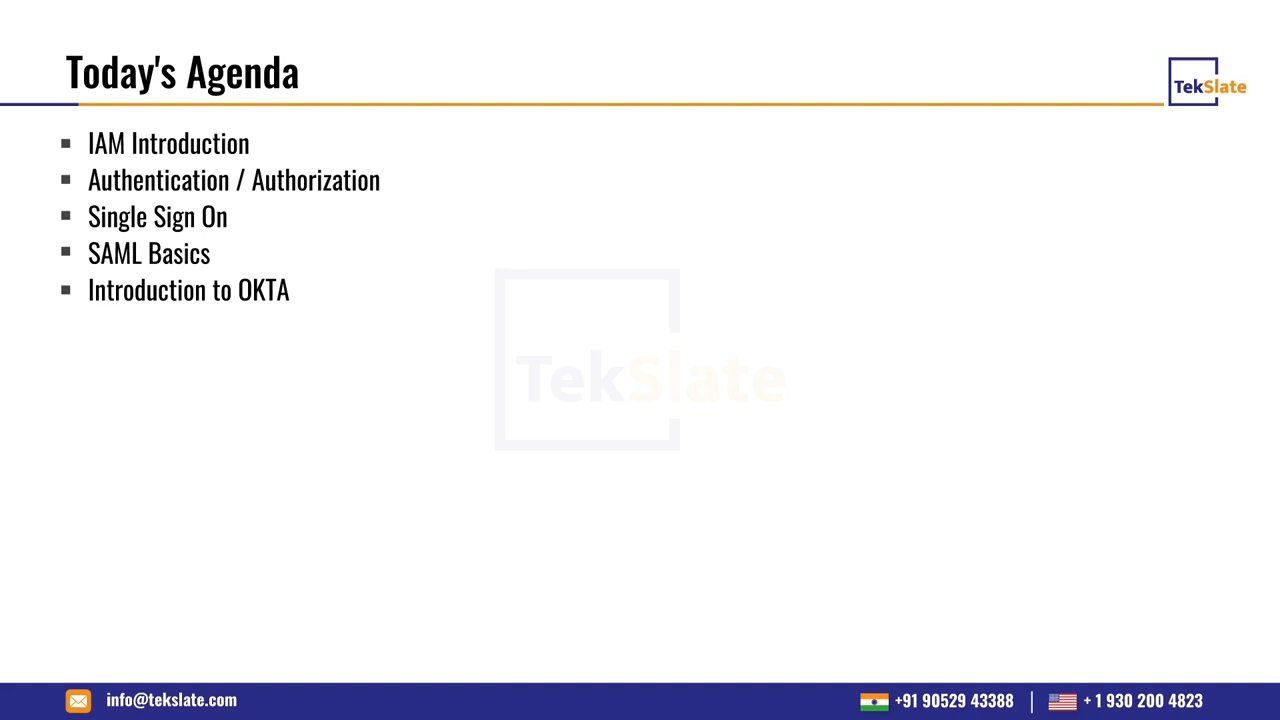 Today's Agenda
TekSlate
IAM Introduction
Authentication / Authorization
Single Sign On
SAML Basics
Introduction to OKTA
TekSlate
info@tekslate.com
+91 90529 43388
+ 1 930 200 4823